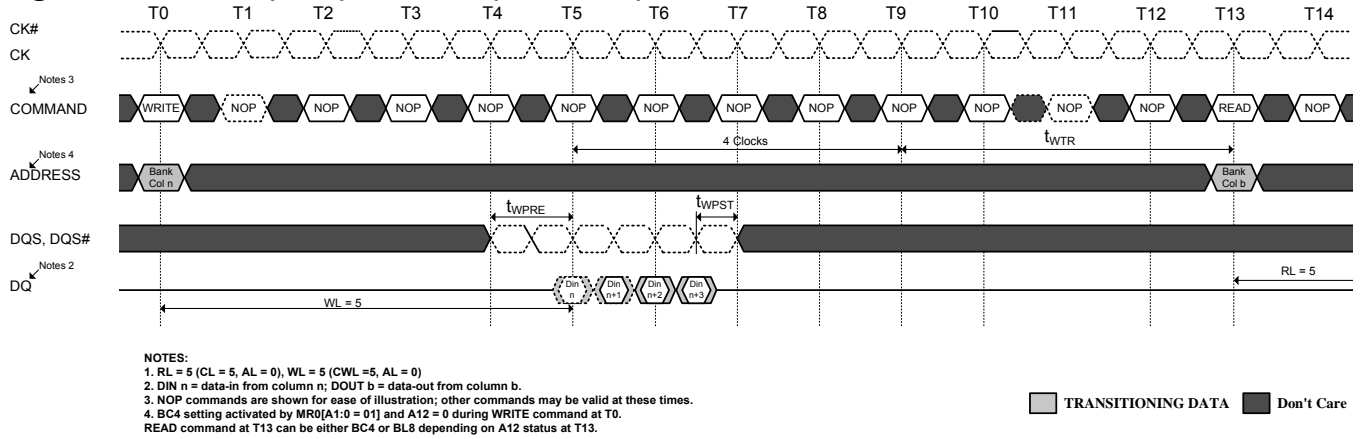 T0 T1 T2 T3 T4 T5 T6 T7 T8 T9 T10 T11 T12 T13 T14
CK#
CK
Notes 3
COMMAND
WRITE NOP NOP NOP NOP NOP NOP NOP NOP NOP NOP NOP NOP READ NOP
4 Clocks tWTR
Notes 4
ADDRESS
Bank Bank
Col n Col b
tWPRE tWPST
DQS, DQS#
Notes 2
DQ
Din Din Din Din
n n+1 n+2 n+3
RL = 5
WL = 5
NOTES:
1. RL = 5 (CL = 5, AL = 0), WL = 5 (CWL =5, AL = 0)
2. DIN n = data-in from column n; DOUT b = data-out from column b.
3. NOP commands are shown for ease of illustration; other commands may be valid at these times.
4. BC4 setting activated by MR0[A1:0 = 01] and A12 = 0 during WRITE command at T0.
READ command at T13 can be either BC4 or BL8 depending on A12 status at T13.
TRANSITIONING DATA Don't Care